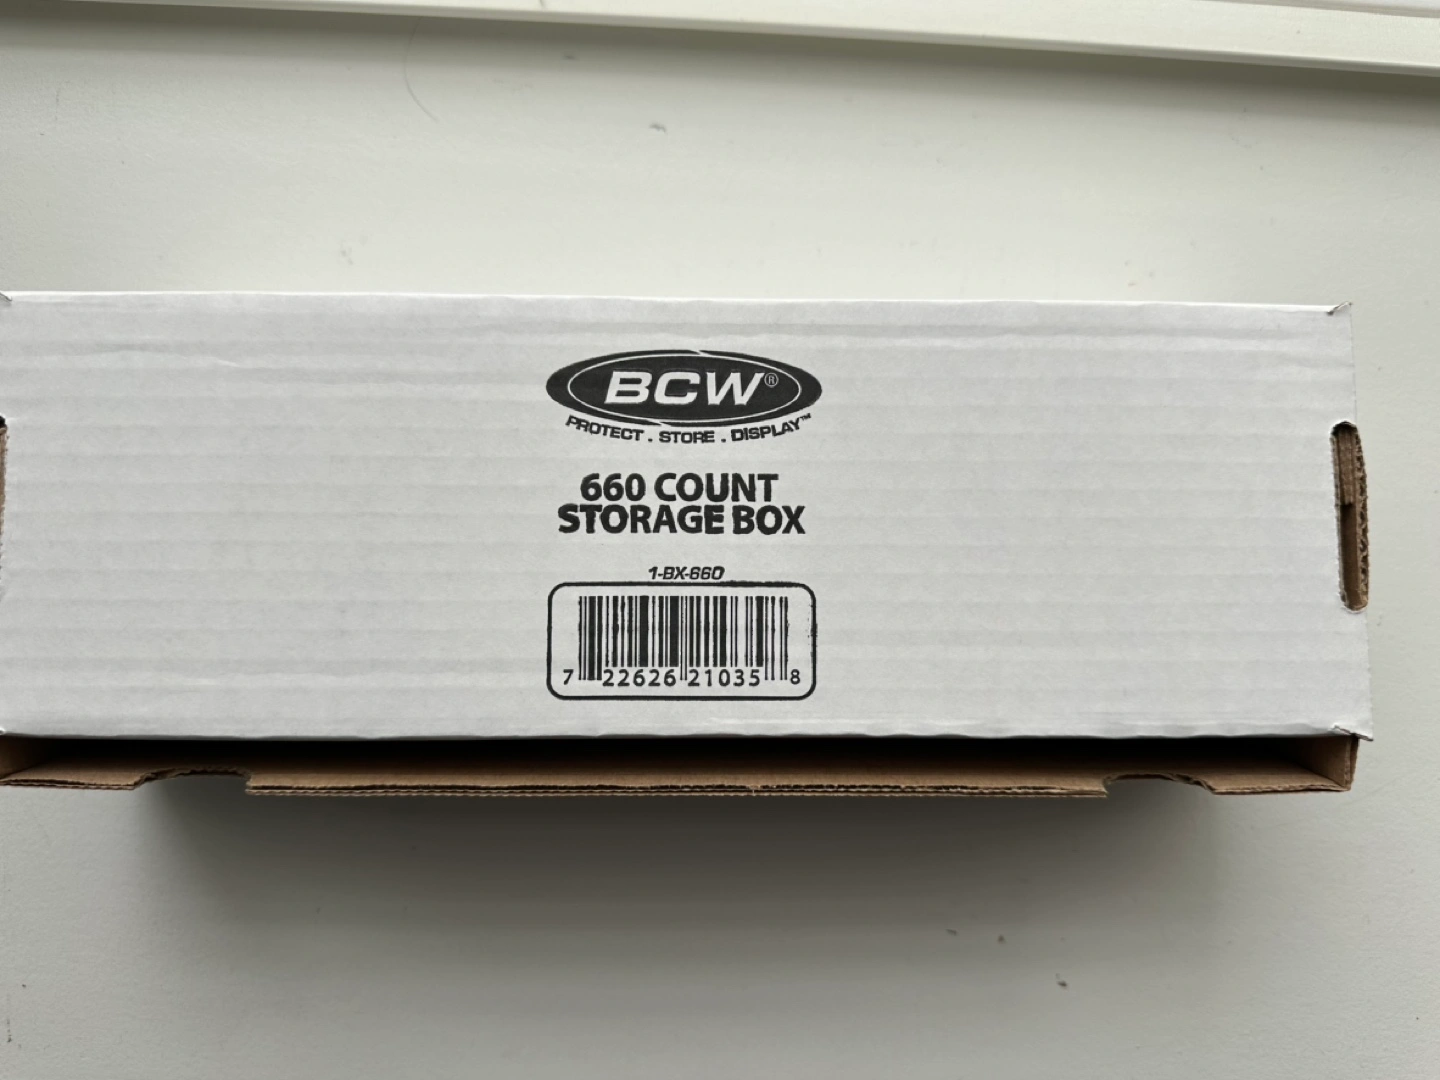 BCW®
PROTECT . STORE . DISPLAY™
660 COUNT
STORAGE BOX
1-BX-660
7 22626 21035 8